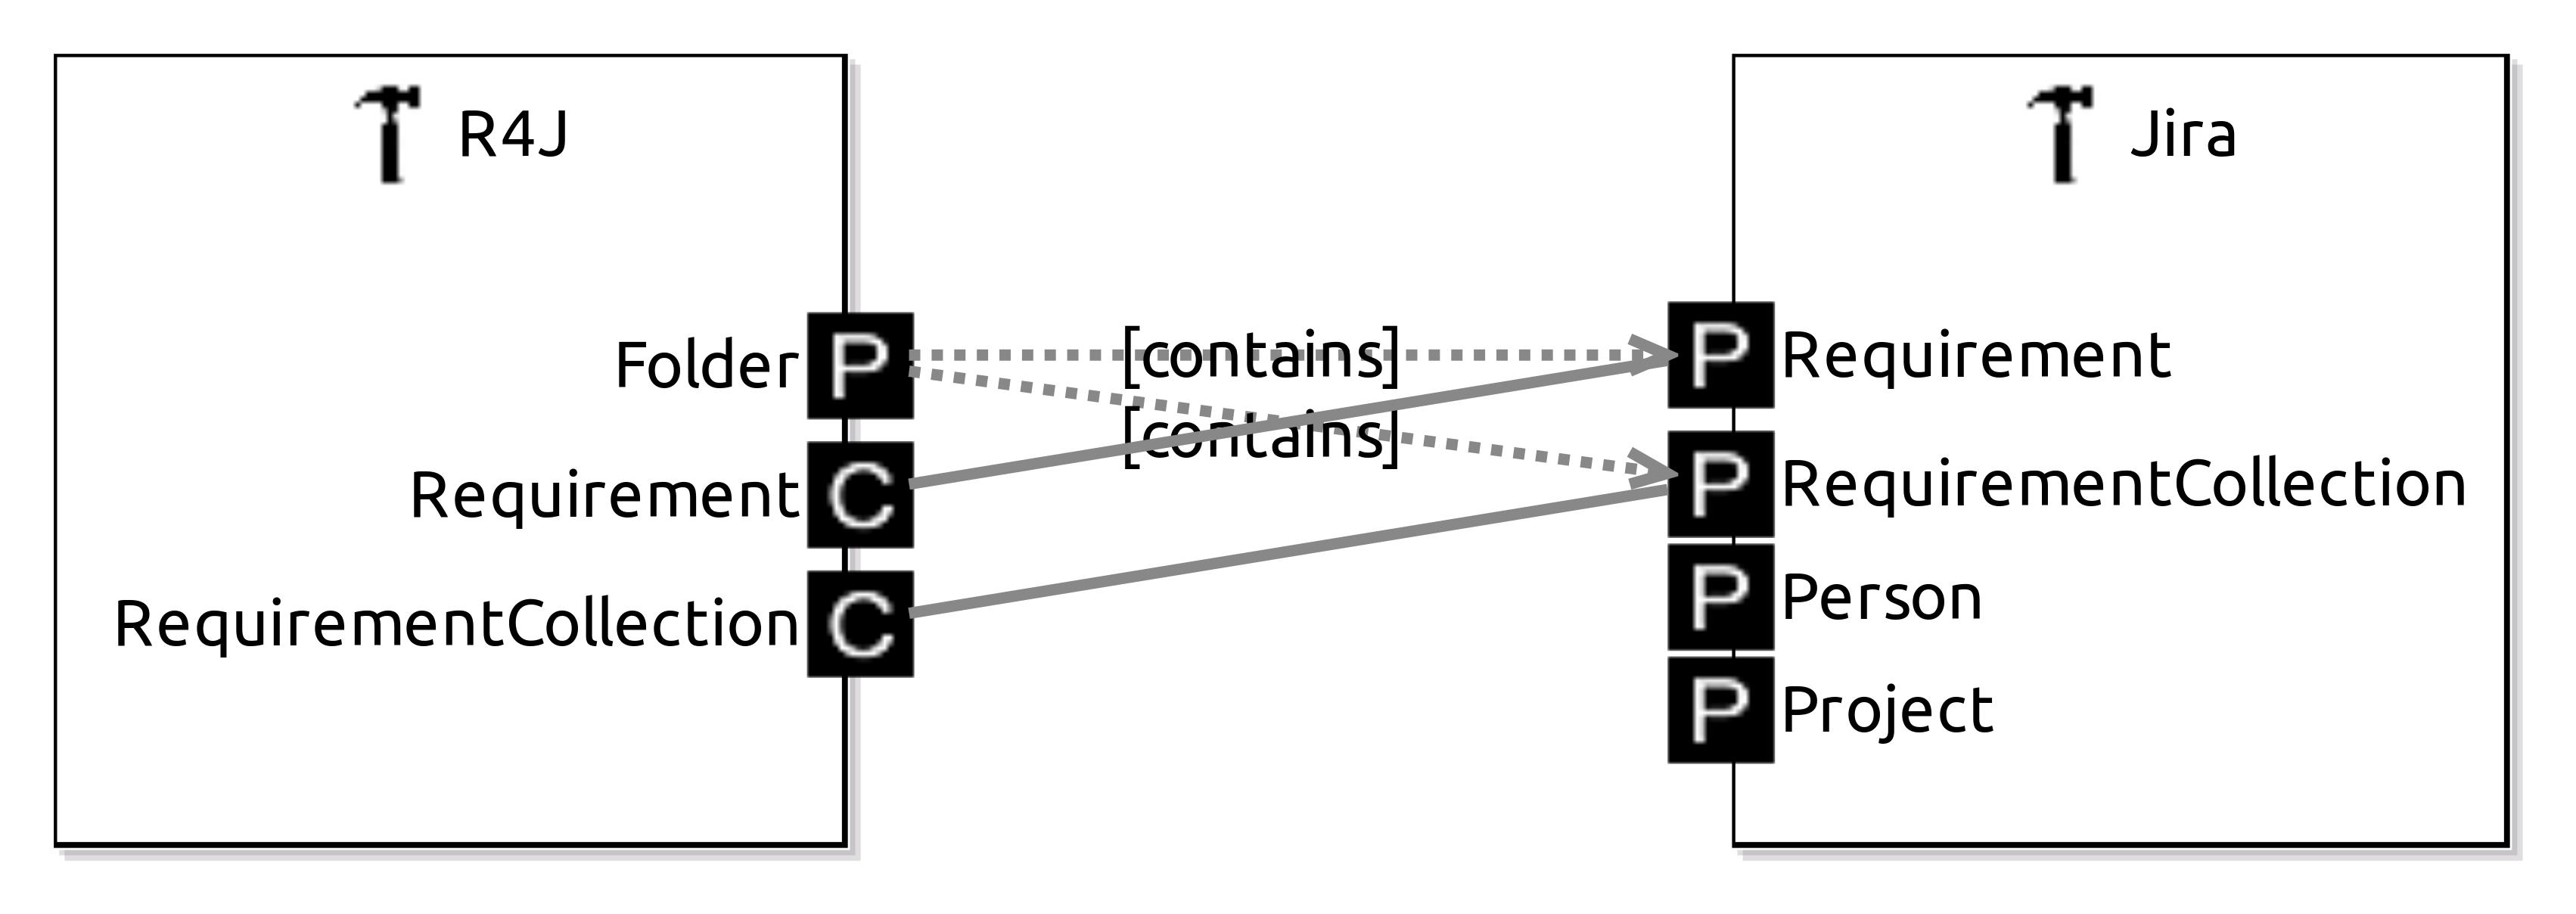 R4J
Jira
Folder P
Requirement C
RequirementCollection C
[contains]
[contains]
P Requirement
P RequirementCollection
P Person
P Project